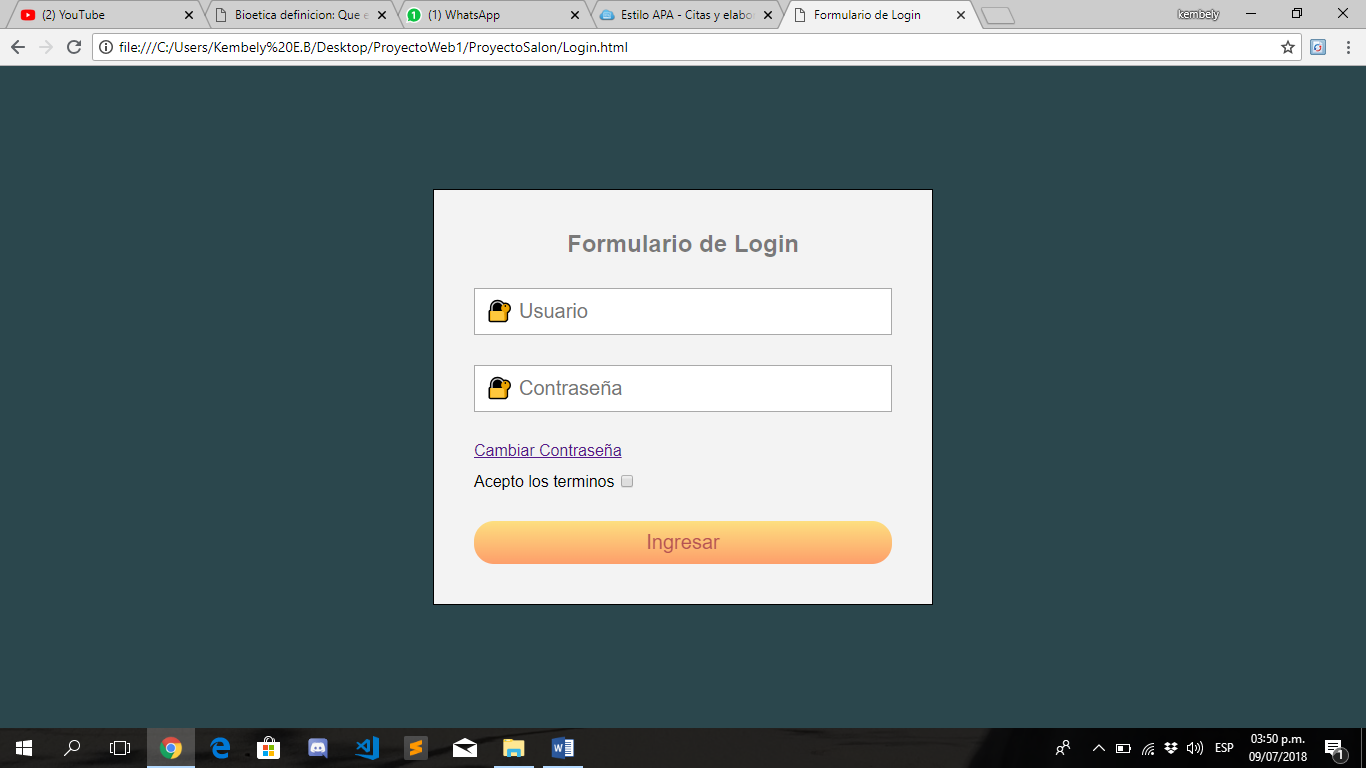 (2) YouTube
Bioetica definicion: Que e
(1) WhatsApp
Estilo APA - Citas y elabo
Formulario de Login
kembely
file:///C:/Users/Kembely%20E.B/Desktop/ProyectoWeb1/ProyectoSalon/Login.html
Formulario de Login
Usuario
Contraseña
Cambiar Contraseña
Acepto los terminos
Ingresar
ESP
03:50 p.m.
09/07/2018
1